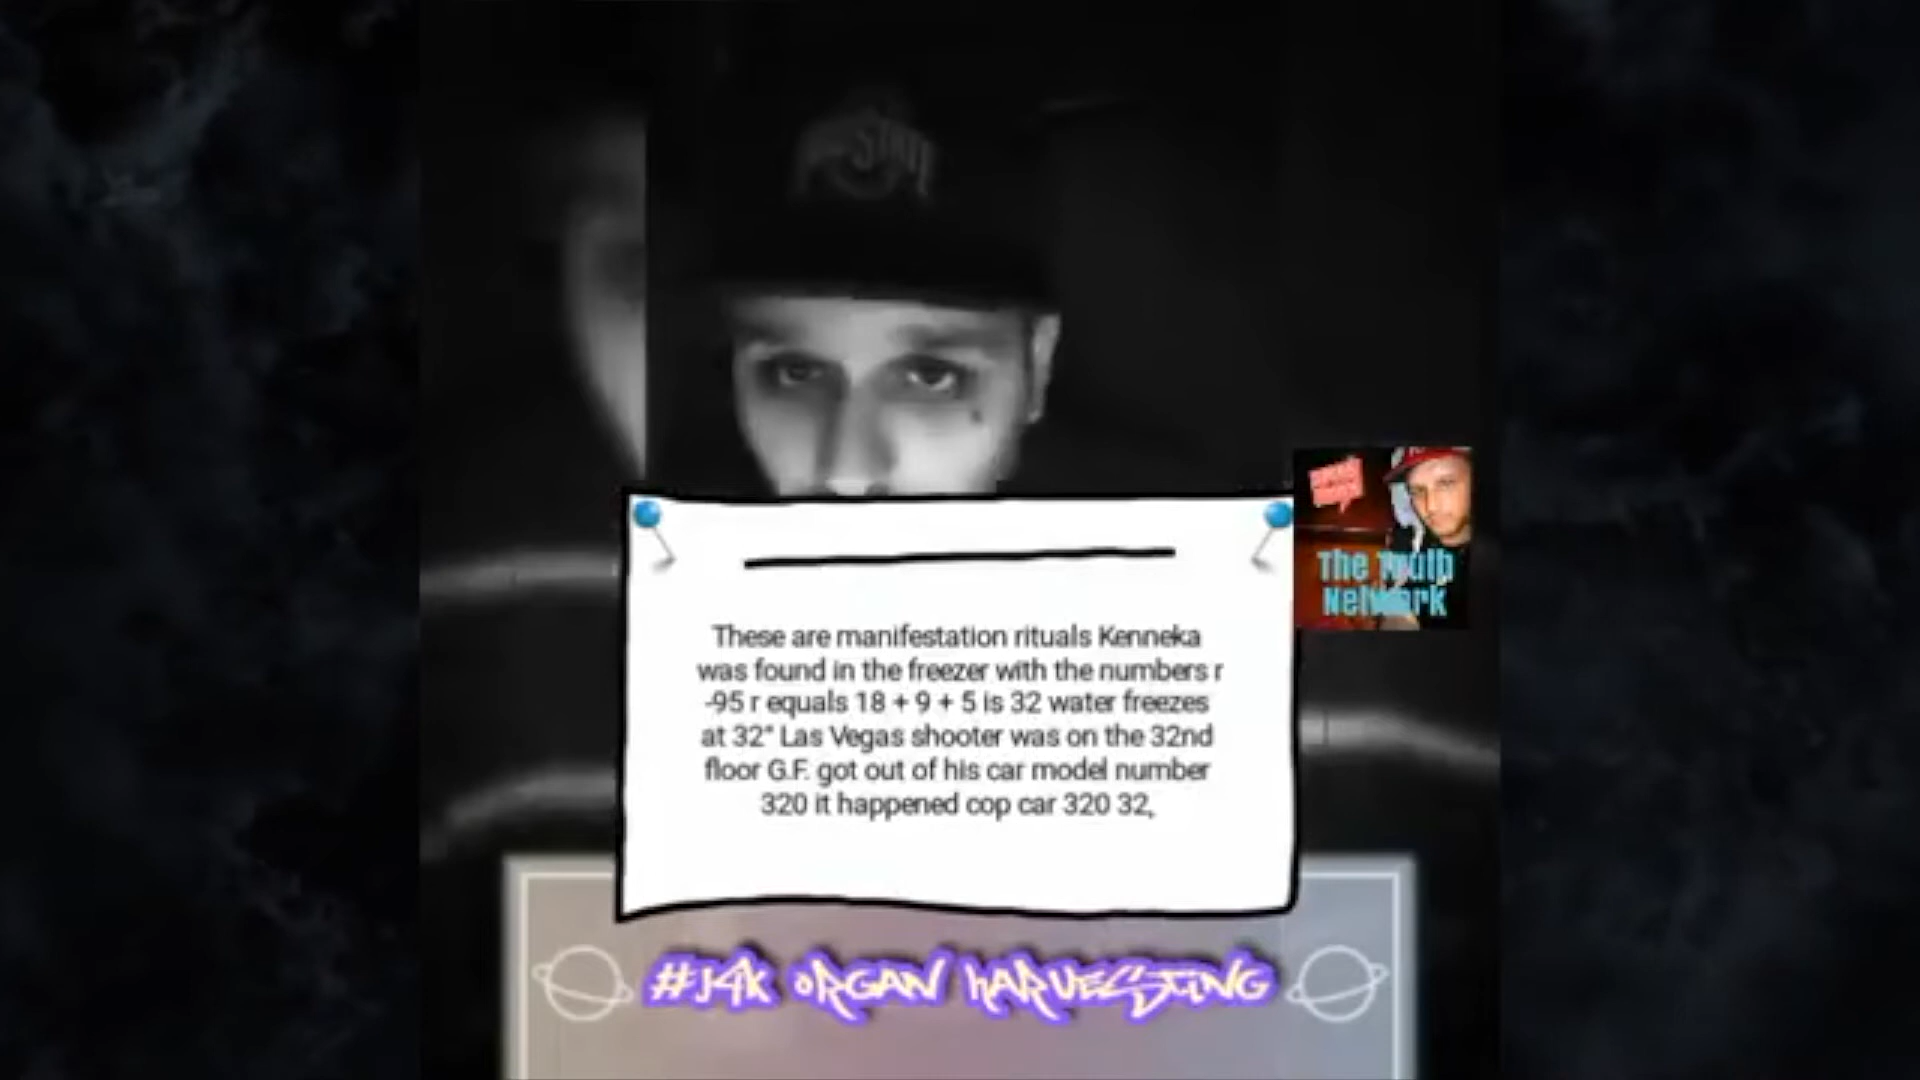 STATE
The Truth
Network
These are manifestation rituals Kenneka
was found in the freezer with the numbers r
-95 r equals 18 + 9 + 5 is 32 water freezes
at 32° Las Vegas shooter was on the 32nd
floor G.F. got out of his car model number
320 it happened cop car 320 32,
#J4K ORGAN HARVESTING